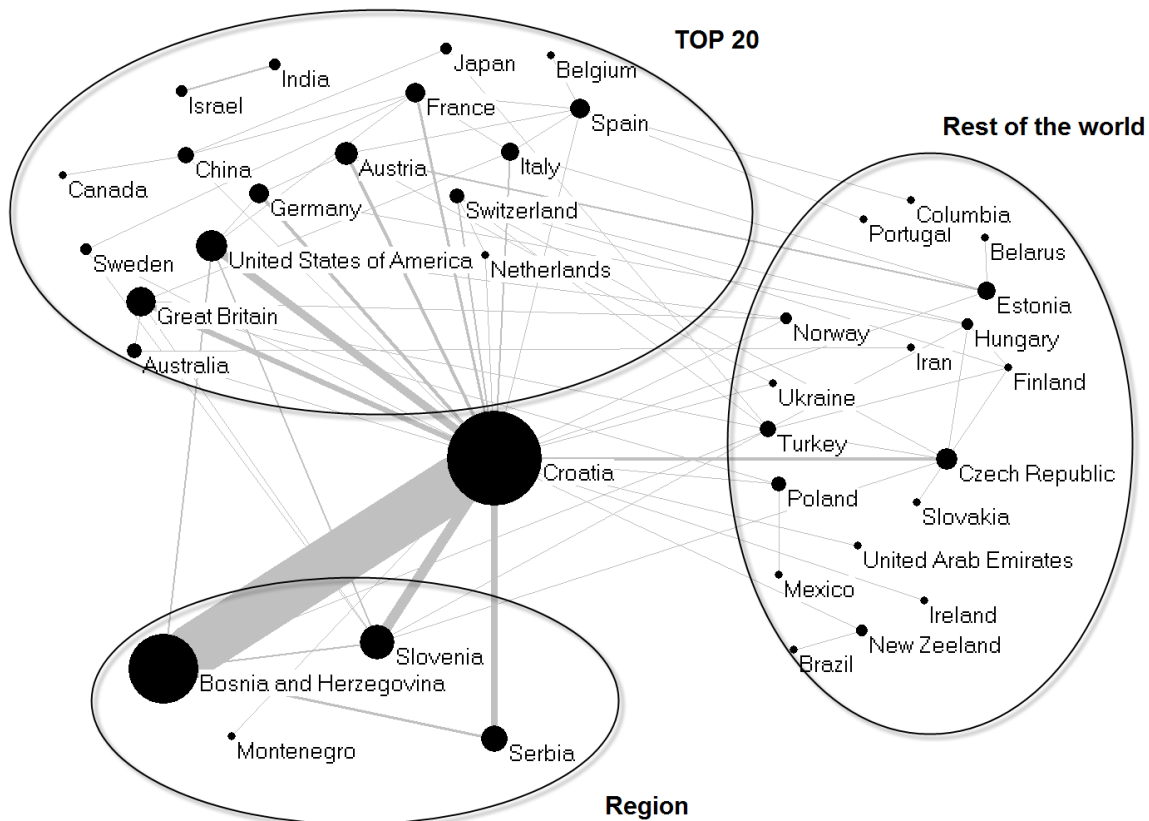 TOP 20
Japan
Belgium
India
Israel
France
Spain
Rest of the world
China
Austria
Italy
Canada
Germany
Switzerland
Columbia
Portugal
Belarus
Sweden
United States of America
Netherlands
Great Britain
Estonia
Norway
Hungary
Australia
Iran
Finland
Ukraine
Turkey
Croatia
Czech Republic
Poland
Slovakia
United Arab Emirates
Mexico
Ireland
New Zeeland
Brazil
Slovenia
Bosnia and Herzegovina
Montenegro
Serbia
Region